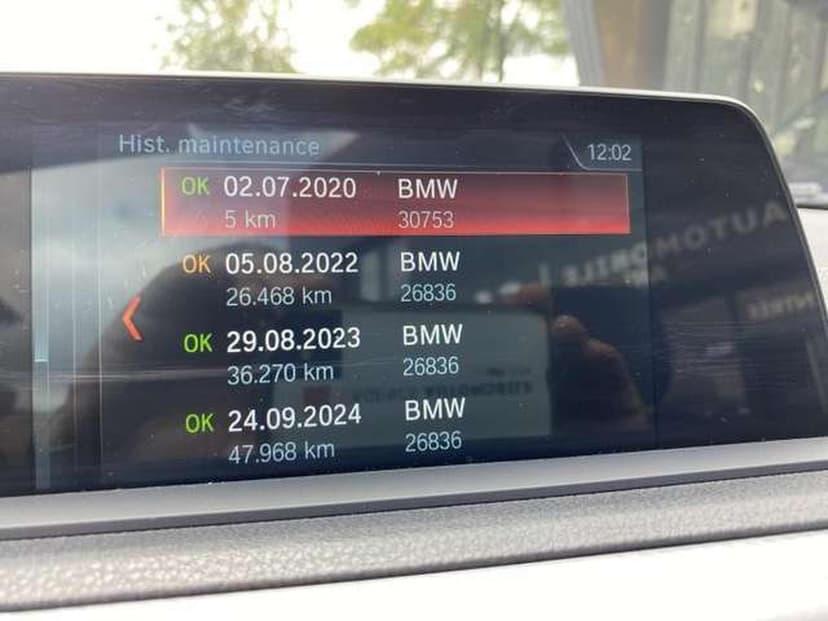 Hist. maintenance
12:02
OK 02.07.2020 BMW
5 km 30753
OK 05.08.2022 BMW
26.468 km 26836
OK 29.08.2023 BMW
36.270 km 26836
OK 24.09.2024 BMW
47.968 km 26836